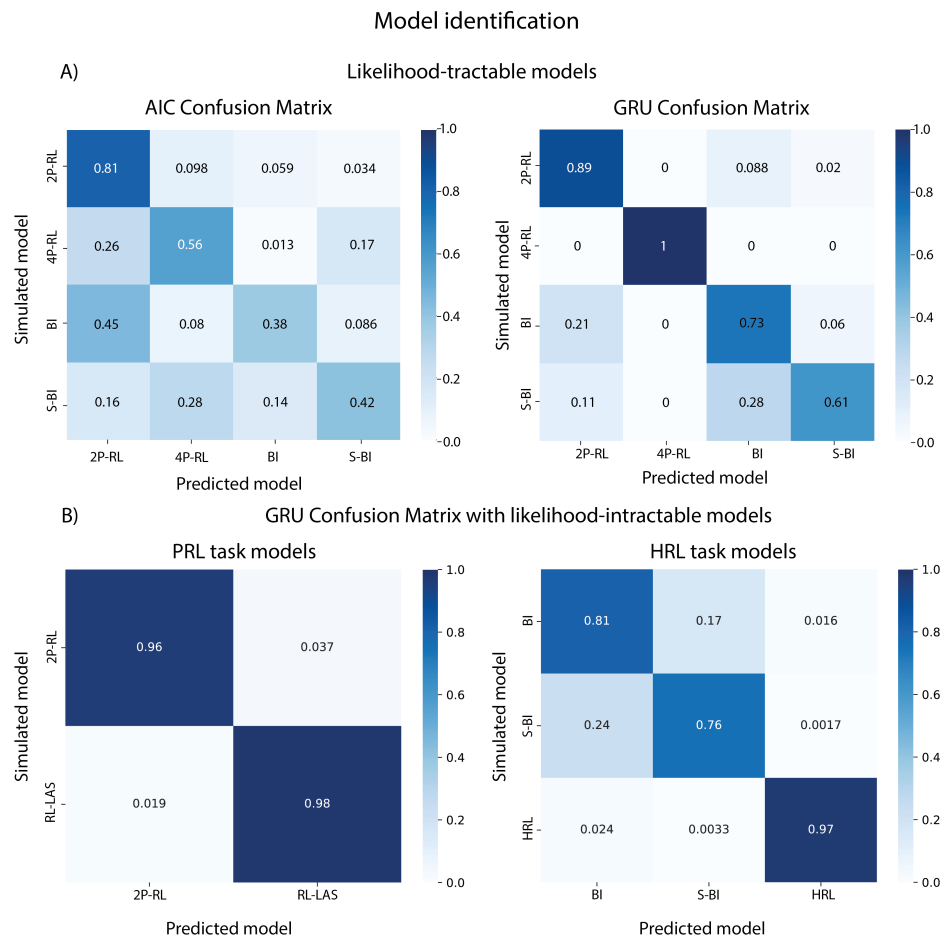 Model identification
A) Likelihood-tractable models
AIC Confusion Matrix
1.0
0.8
0.6
0.4
0.2
0.0
2P-RL 0.81 0.098 0.059 0.034
4P-RL 0.26 0.56 0.013 0.17
BI 0.45 0.08 0.38 0.086
S-BI 0.16 0.28 0.14 0.42
Simulated model
2P-RL 4P-RL BI S-BI
Predicted model
GRU Confusion Matrix
1.0
0.8
0.6
0.4
0.2
0.0
2P-RL 0.89 0 0.088 0.02
4P-RL 0 1 0 0
BI 0.21 0 0.73 0.06
S-BI 0.11 0 0.28 0.61
Simulated model
2P-RL 4P-RL BI S-BI
Predicted model
B) GRU Confusion Matrix with likelihood-intractable models
PRL task models
1.0
0.8
0.6
0.4
0.2
0.0
2P-RL 0.96 0.037
RL-LAS 0.019 0.98
Simulated model
2P-RL RL-LAS
Predicted model
HRL task models
1.0
0.8
0.6
0.4
0.2
0.0
BI 0.81 0.17 0.016
S-BI 0.24 0.76 0.0017
HRL 0.024 0.0033 0.97
Simulated model
BI S-BI HRL
Predicted model